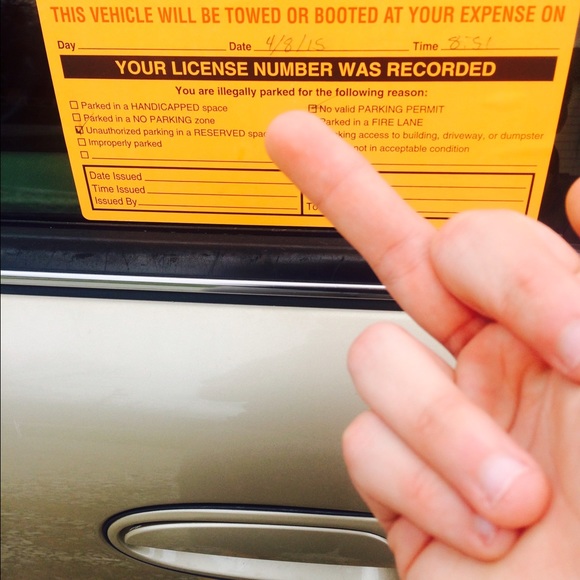 THIS VEHICLE WILL BE TOWED OR BOOTED AT YOUR EXPENSE ON
Day Date 4/8/15 Time 8:51
YOUR LICENSE NUMBER WAS RECORDED
You are illegally parked for the following reason:
Parked in a HANDICAPPED space No valid PARKING PERMIT
Parked in a NO PARKING zone Parked in a FIRE LANE
Unauthorized parking in a RESERVED access to building, driveway, or dumpster
Improperly parked not in acceptable condition
Date Issued
Time Issued
Issued By